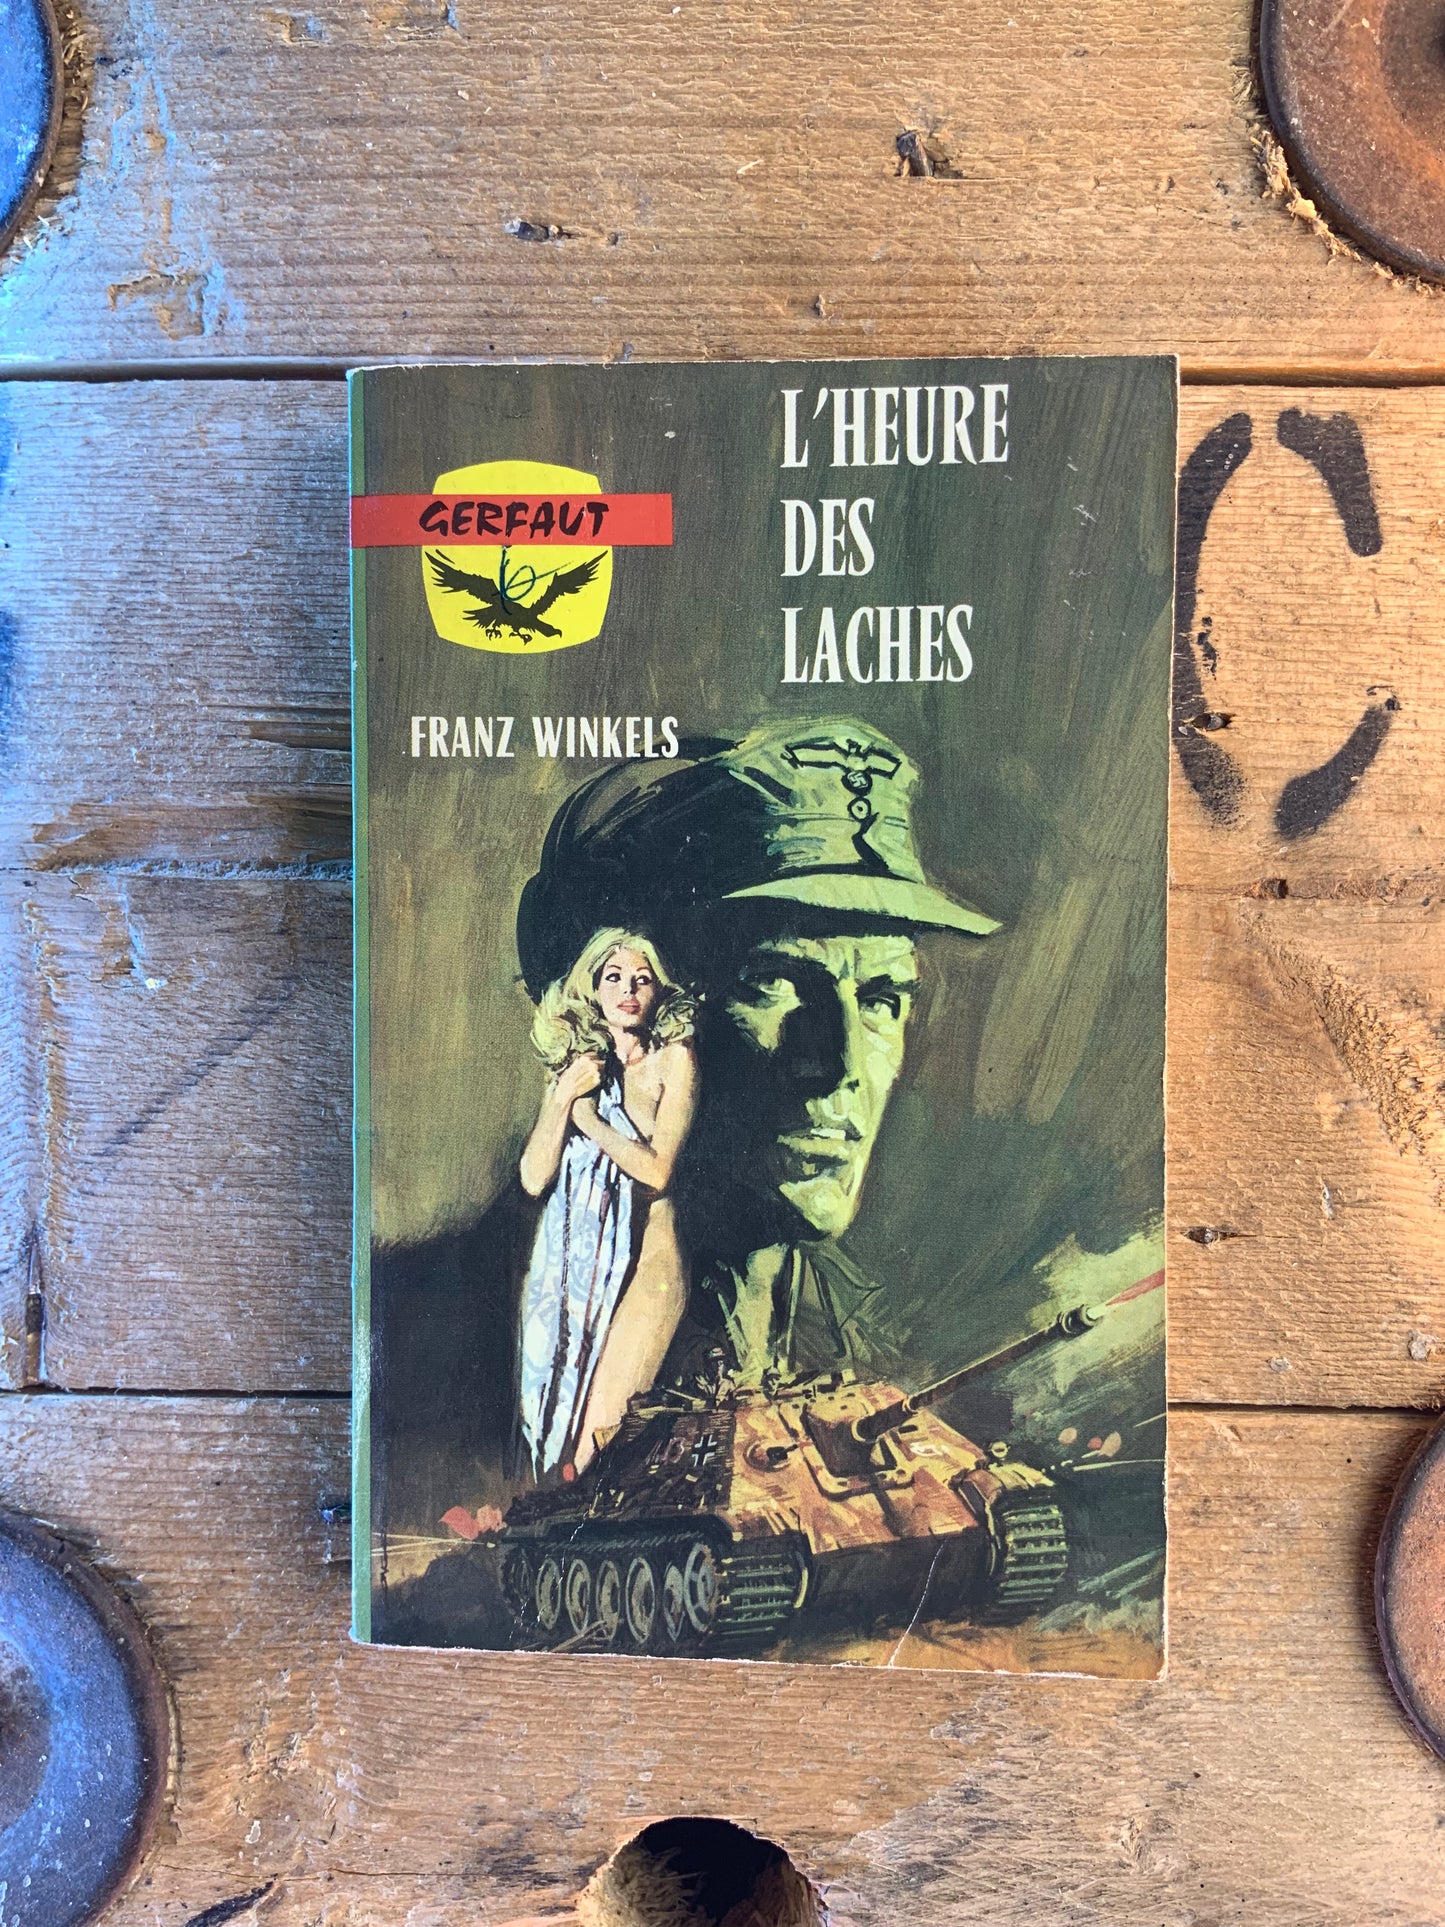 L'HEURE
DES
LACHES
GERFAUT
FRANZ WINKELS